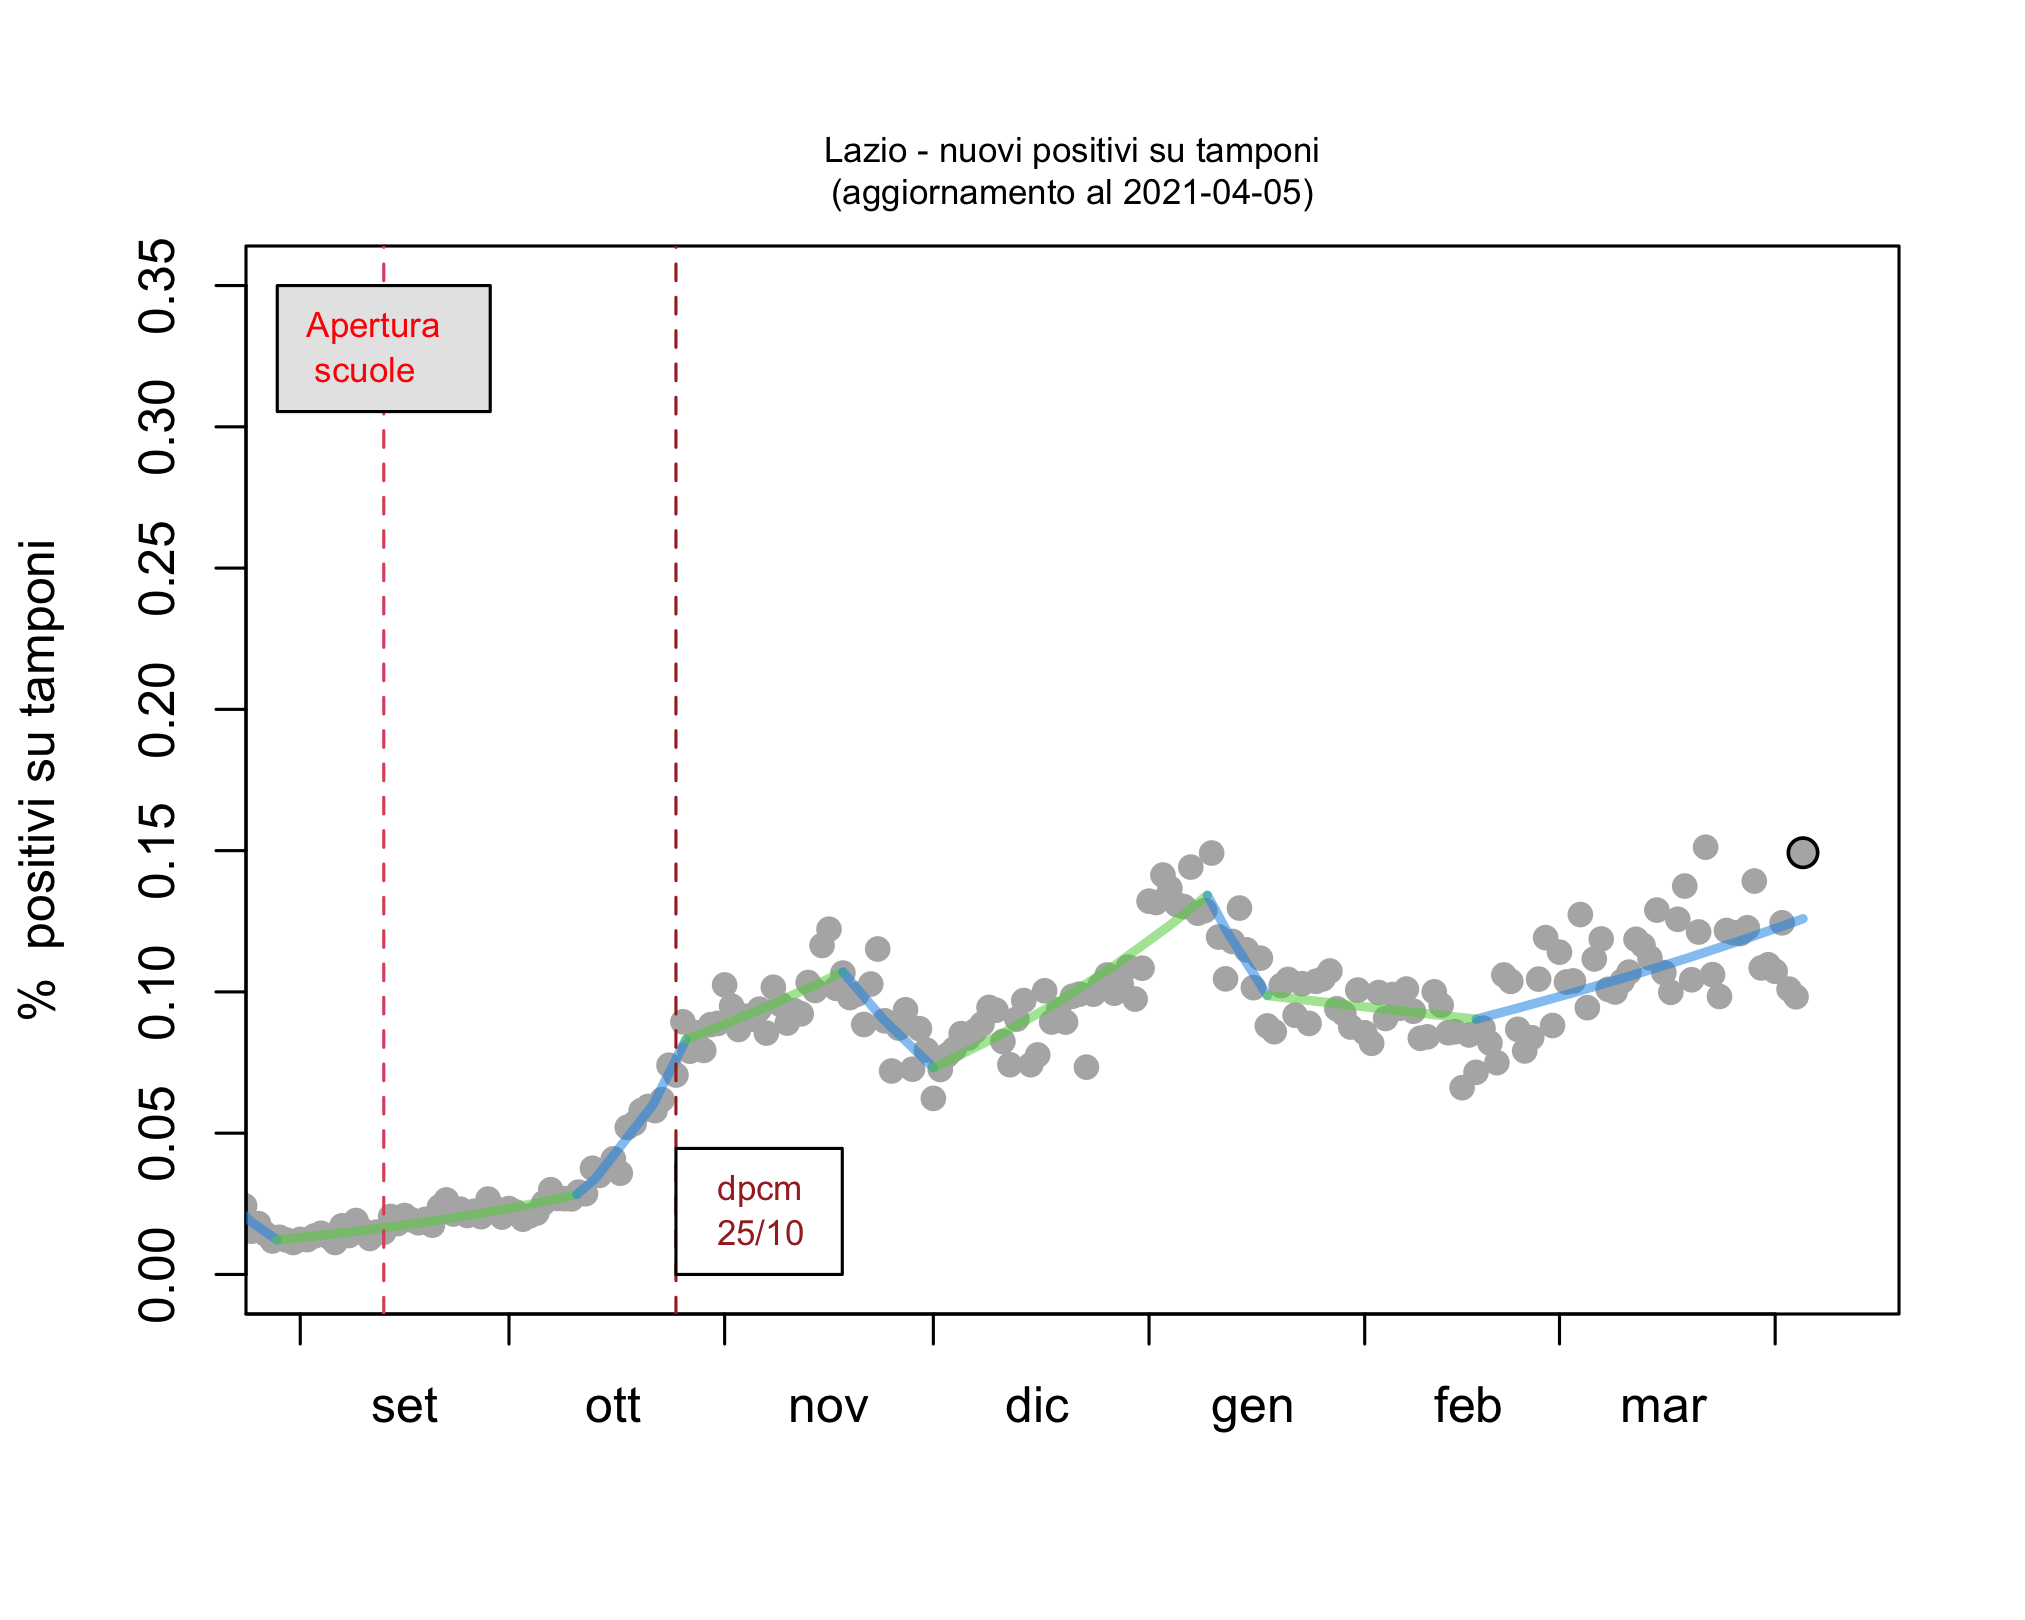 Lazio - nuovi positivi su tamponi
(aggiornamento al 2021-04-05)
% positivi su tamponi
0.35
0.30
0.25
0.20
0.15
0.10
0.05
0.00
Apertura
scuole
dpcm
25/10
set ott nov dic gen feb mar